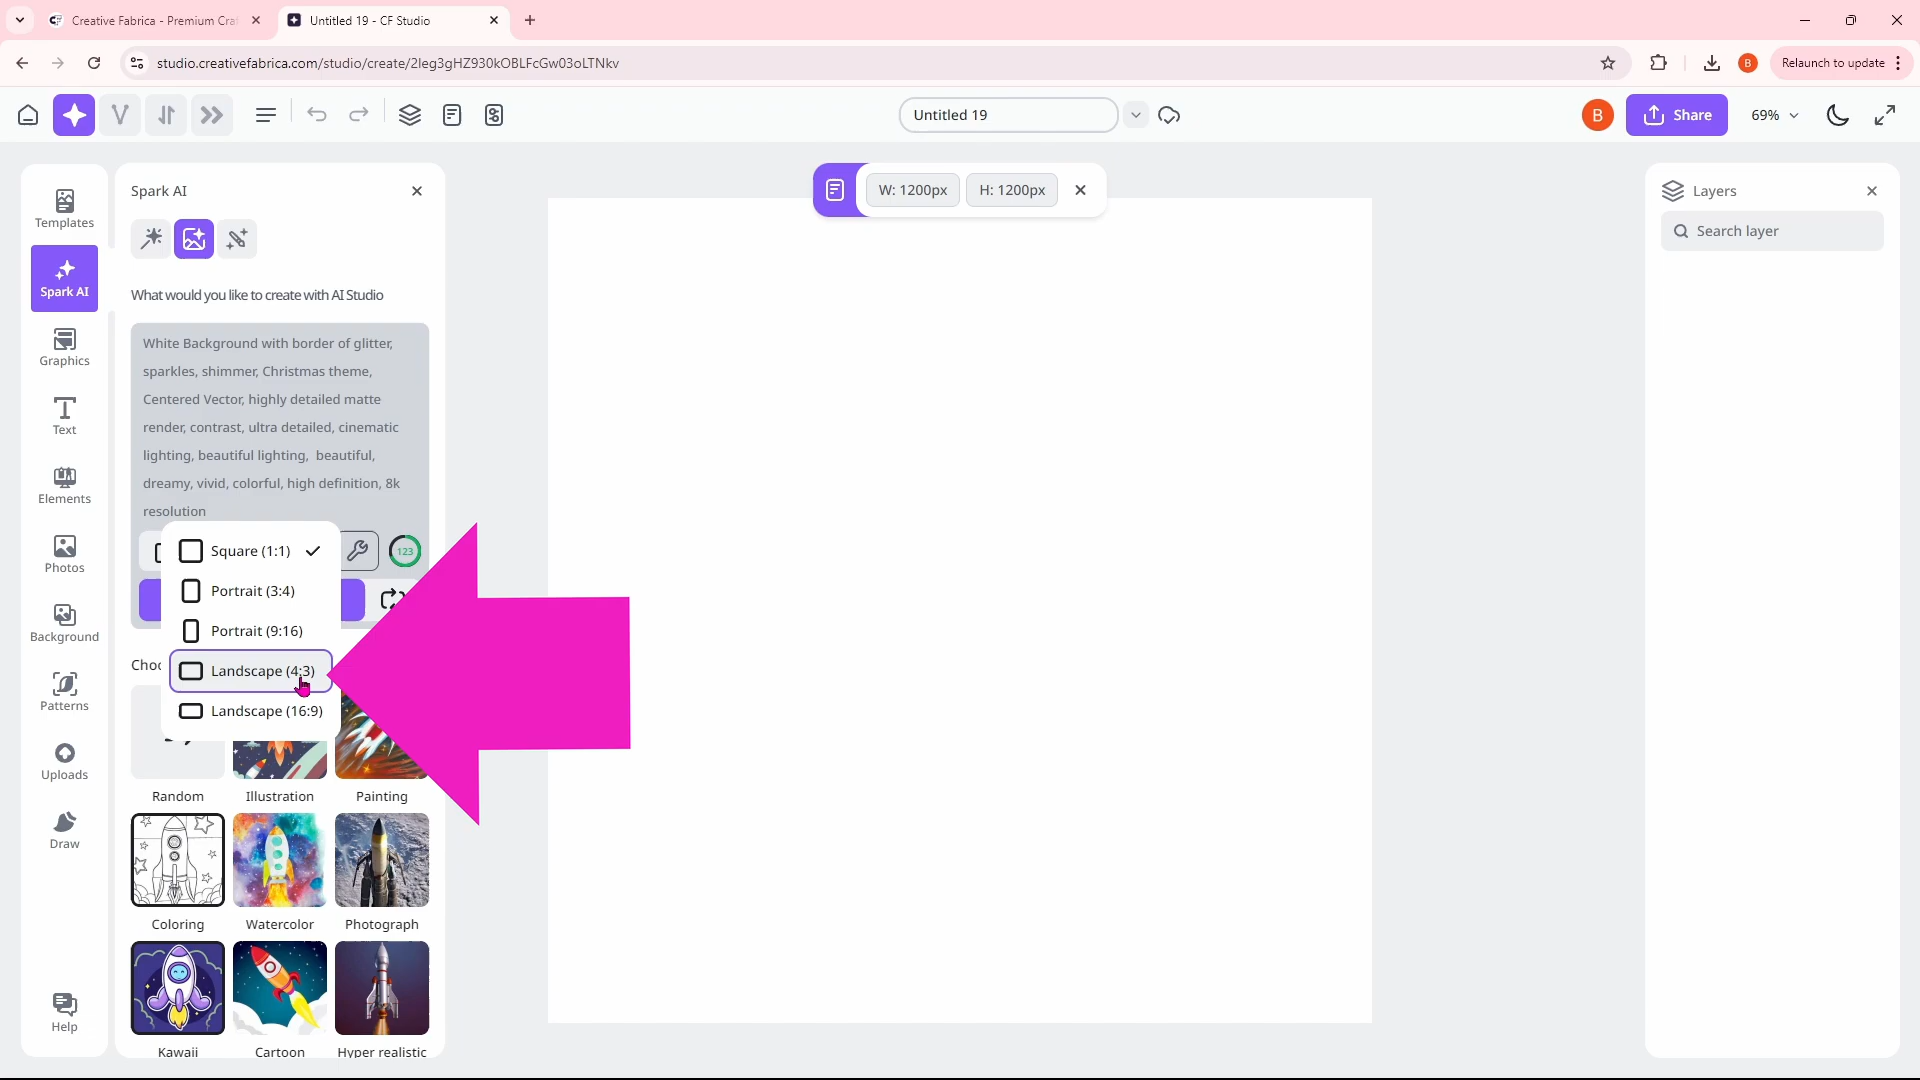 Creative Fabrica - Premium Cra
Untitled 19 - CF Studio
studio.creativefabrica.com/studio/create/2leg3gHZ930kOBLFcGw03oLTNkv
B
Relaunch to update
Untitled 19
B
Share
69%
Templates
Spark AI
Graphics
Text
Elements
Photos
Background
Patterns
Uploads
Draw
Help
Spark AI
What would you like to create with AI Studio
White Background with border of glitter,
sparkles, shimmer, Christmas theme,
Centered Vector, highly detailed matte
render, contrast, ultra detailed, cinematic
lighting, beautiful lighting,  beautiful,
dreamy, vivid, colorful, high definition, 8k
resolution
123
Square (1:1)
Portrait (3:4)
Portrait (9:16)
Landscape (4:3)
Landscape (16:9)
Random
Illustration
Painting
Coloring
Watercolor
Photograph
Kawaii
Cartoon
Hyper realistic
W: 1200px
H: 1200px
Layers
Search layer